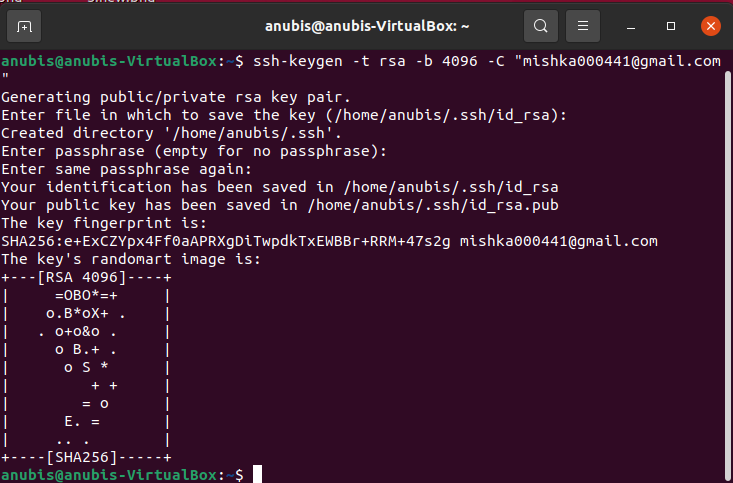 anubis@anubis-VirtualBox: ~
anubis@anubis-VirtualBox:~$ ssh-keygen -t rsa -b 4096 -C "mishka000441@gmail.com
"
Generating public/private rsa key pair.
Enter file in which to save the key (/home/anubis/.ssh/id_rsa):
Created directory '/home/anubis/.ssh'.
Enter passphrase (empty for no passphrase):
Enter same passphrase again:
Your identification has been saved in /home/anubis/.ssh/id_rsa
Your public key has been saved in /home/anubis/.ssh/id_rsa.pub
The key fingerprint is:
SHA256:e+ExCZYpx4Ff0aAPRXgDiTwpdkTxEWBBr+RRM+47s2g mishka000441@gmail.com
The key's randomart image is:
+---[RSA 4096]----+
|     =OBO*=+     |
|    o.B*oX+ .    |
|   . o+o&o .     |
|     o B.+ .     |
|      o S *      |
|         + +     |
|        = o      |
|      E. =       |
|     .. .        |
+----[SHA256]-----+
anubis@anubis-VirtualBox:~$